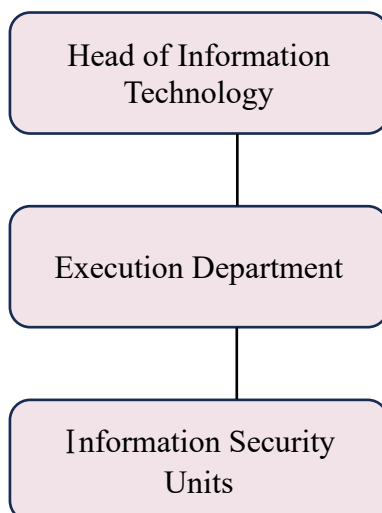 Head of Information
Technology
Execution Department
Information Security
Units